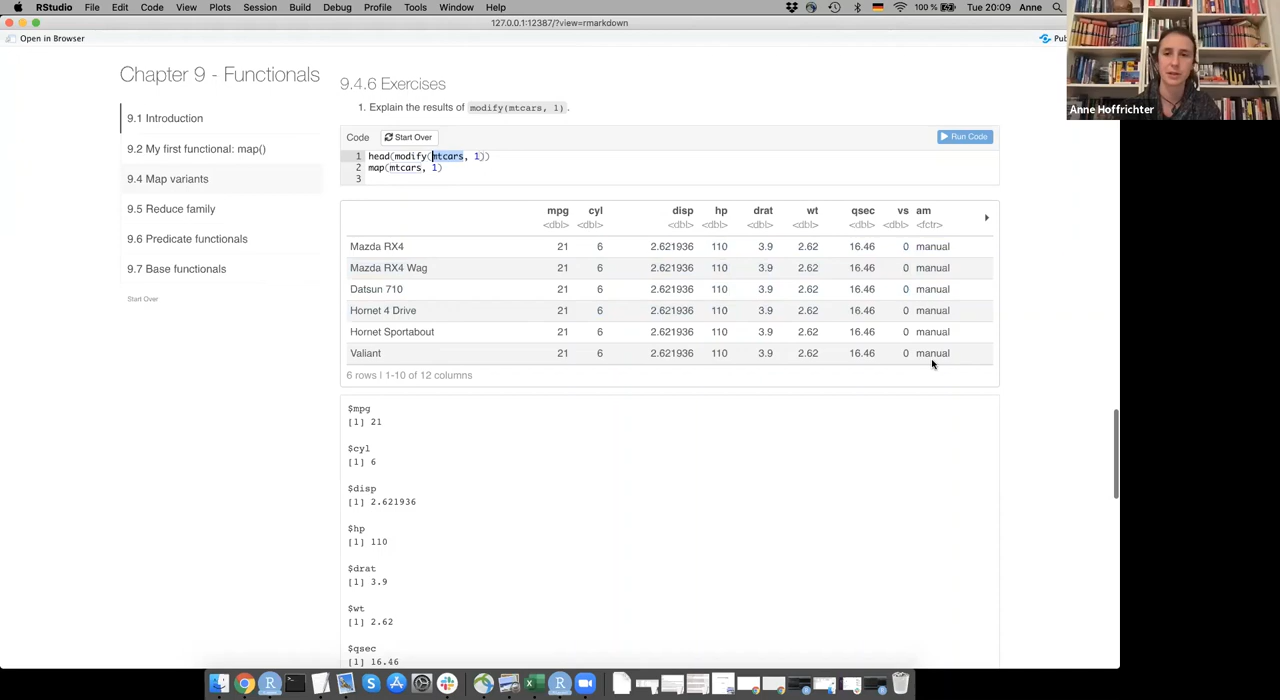 RStudio File Edit Code View Plots Session Build Debug Profile Tools Window Help 100 % Tue 20:09 Anne
127.0.0.1:12387/?view=rmarkdown
Open in Browser
Anne Hoffrichter
Chapter 9 - Functionals
9.1 Introduction
9.2 My first functional: map()
9.4 Map variants
9.5 Reduce family
9.6 Predicate functionals
9.7 Base functionals
Start Over
9.4.6 Exercises
1. Explain the results of modify(mtcars, 1).
Code Start Over Run Code
1 head(modify(mtcars, 1))
2 map(mtcars, 1)
3
mpg cyl disp hp drat wt qsec vs am
<dbl> <dbl> <dbl> <dbl> <dbl> <dbl> <dbl> <dbl> <fctr>
Mazda RX4 21 6 2.621936 110 3.9 2.62 16.46 0 manual
Mazda RX4 Wag 21 6 2.621936 110 3.9 2.62 16.46 0 manual
Datsun 710 21 6 2.621936 110 3.9 2.62 16.46 0 manual
Hornet 4 Drive 21 6 2.621936 110 3.9 2.62 16.46 0 manual
Hornet Sportabout 21 6 2.621936 110 3.9 2.62 16.46 0 manual
Valiant 21 6 2.621936 110 3.9 2.62 16.46 0 manual
6 rows | 1-10 of 12 columns
$mpg
[1] 21
$cyl
[1] 6
$disp
[1] 2.621936
$hp
[1] 110
$drat
[1] 3.9
$wt
[1] 2.62
$qsec
[1] 16.46